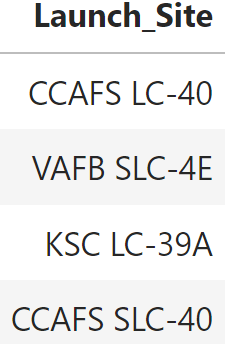 Launch_Site
CCAFS LC-40
VAFB SLC-4E
KSC LC-39A
CCAFS SLC-40